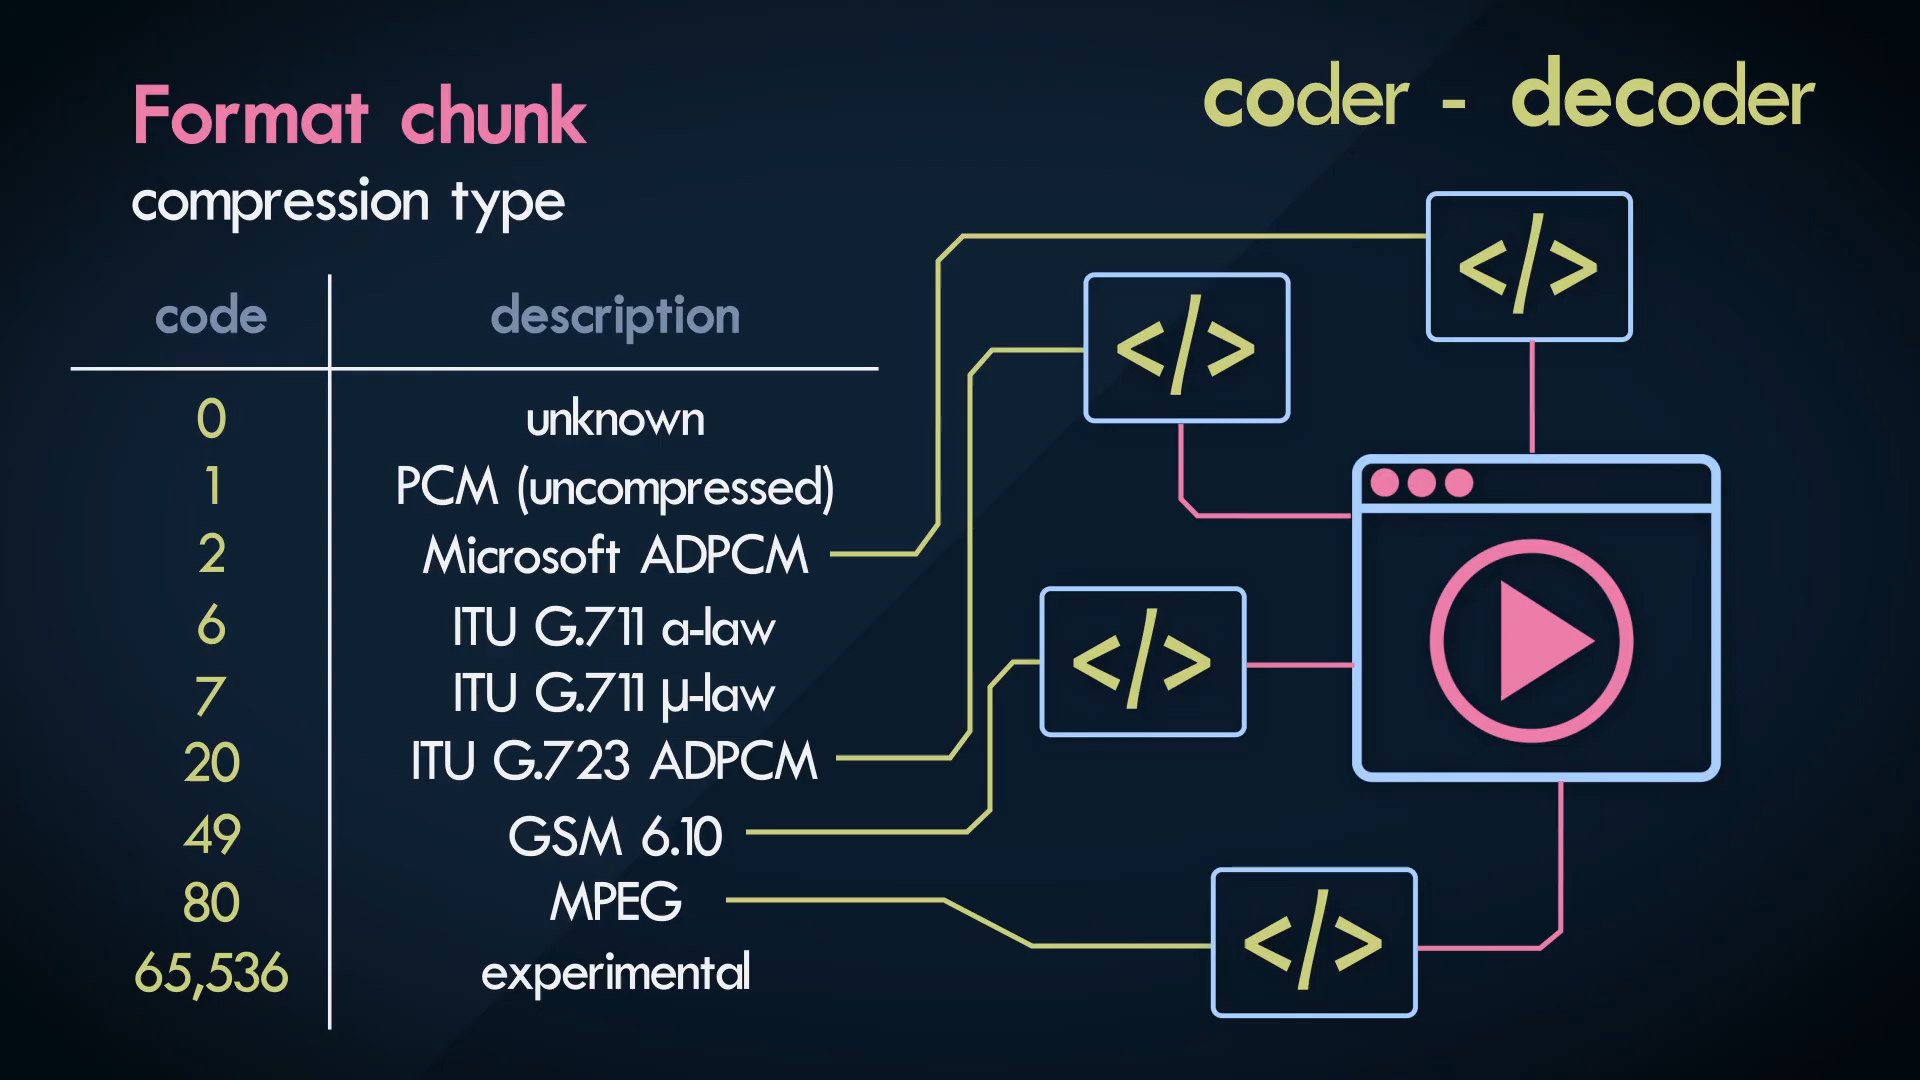 Format chunk
compression type
coder - decoder
code description
0 unknown
1 PCM (uncompressed)
2 Microsoft ADPCM
6 ITU G.711 a-law
7 ITU G.711 µ-law
20 ITU G.723 ADPCM
49 GSM 6.10
80 MPEG
65,536 experimental
</>
</>
</>
</>